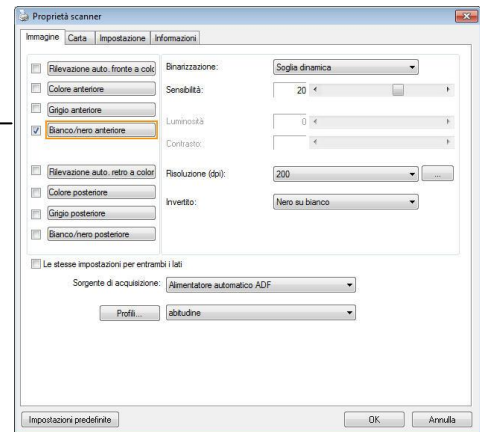 Proprietà scanner
Immagine Carta Impostazione Informazioni
Rilevazione auto. fronte a colo
Binarizzazione: Soglia dinamica
Colore anteriore
Sensibilità: 20
Grigio anteriore
Luminosità 0
Bianco/nero anteriore
Contrasto: 0
Rilevazione auto. retro a color
Risoluzione (dpi): 200 ...
Colore posteriore
Invertito: Nero su bianco
Grigio posteriore
Bianco/nero posteriore
Le stesse impostazioni per entrambi i lati
Sorgente di acquisizione: Alimentatore automatico ADF
Profili... abitudine
Impostazioni predefinite OK Annulla